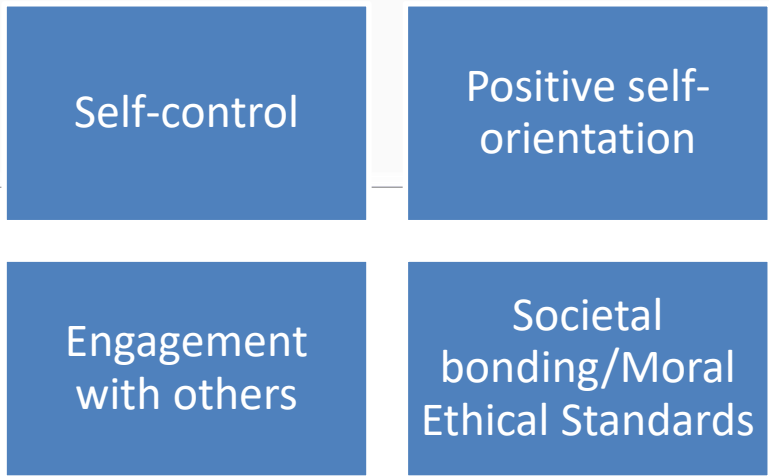 Self-control
Positive self-
orientation
Engagement
with others
Societal
bonding/Moral
Ethical Standards